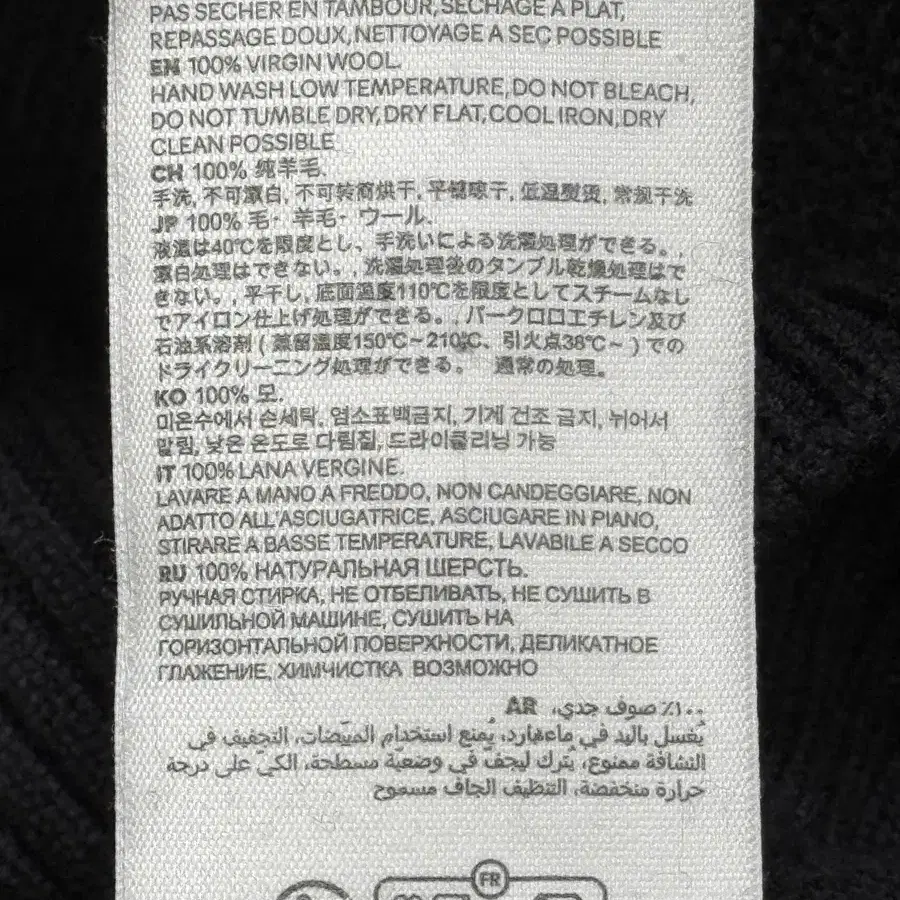 PAS SECHER EN TAMBOUR, SECHAGE A PLAT,
REPASSAGE DOUX, NETTOYAGE A SEC POSSIBLE
EN 100% VIRGIN WOOL.
HAND WASH LOW TEMPERATURE, DO NOT BLEACH,
DO NOT TUMBLE DRY, DRY FLAT, COOL IRON, DRY
CLEAN POSSIBLE
CH 100% 纯羊毛.
手洗, 不可漂白, 不可转筒烘干, 平铺晾干, 低温熨烫, 常规干洗
JP 100% 毛・羊毛・ウール.
液温は40℃を限度とし、手洗いによる洗濯処理ができる。,
漂白処理はできない。, 洗濯処理後のタンブル乾燥処理はで
きない。, 平干し, 底面温度110℃を限度としてスチームなし
でアイロン仕上げ処理ができる。, パークロロエチレン及び
石油系溶剤 ( 蒸留温度150℃~210℃、引火点38℃~ ) での
ドライクリーニング処理ができる。 通常の処理。
KO 100% 모.
미온수에서 손세탁, 염소표백금지, 기계 건조 금지, 뉘어서
말림, 낮은 온도로 다림질, 드라이클리닝 가능
IT 100% LANA VERGINE.
LAVARE A MANO A FREDDO, NON CANDEGGIARE, NON
ADATTO ALL'ASCIUGATRICE, ASCIUGARE IN PIANO,
STIRARE A BASSE TEMPERATURE, LAVABILE A SECCO
RU 100% НАТУРАЛЬНАЯ ШЕРСТЬ.
РУЧНАЯ СТИРКА, НЕ ОТБЕЛИВАТЬ, НЕ СУШИТЬ В
СУШИЛЬНОЙ МАШИНЕ, СУШИТЬ НА
ГОРИЗОНТАЛЬНОЙ ПОВЕРХНОСТИ, ДЕЛИКАТНОЕ
ГЛАЖЕНИЕ, ХИМЧИСТКА ВОЗМОЖНО
١٠٠٪ صوف جدي، AR
يُغسل باليد في ماء بارد، يُمنع استخدام المبيّضات، التجفيف في
النشافة ممنوع، يُترك ليجفّ في وضعيّة مسطحة، الكيّ على درجة
حرارة منخفضة، التنظيف الجاف مسموح
FR